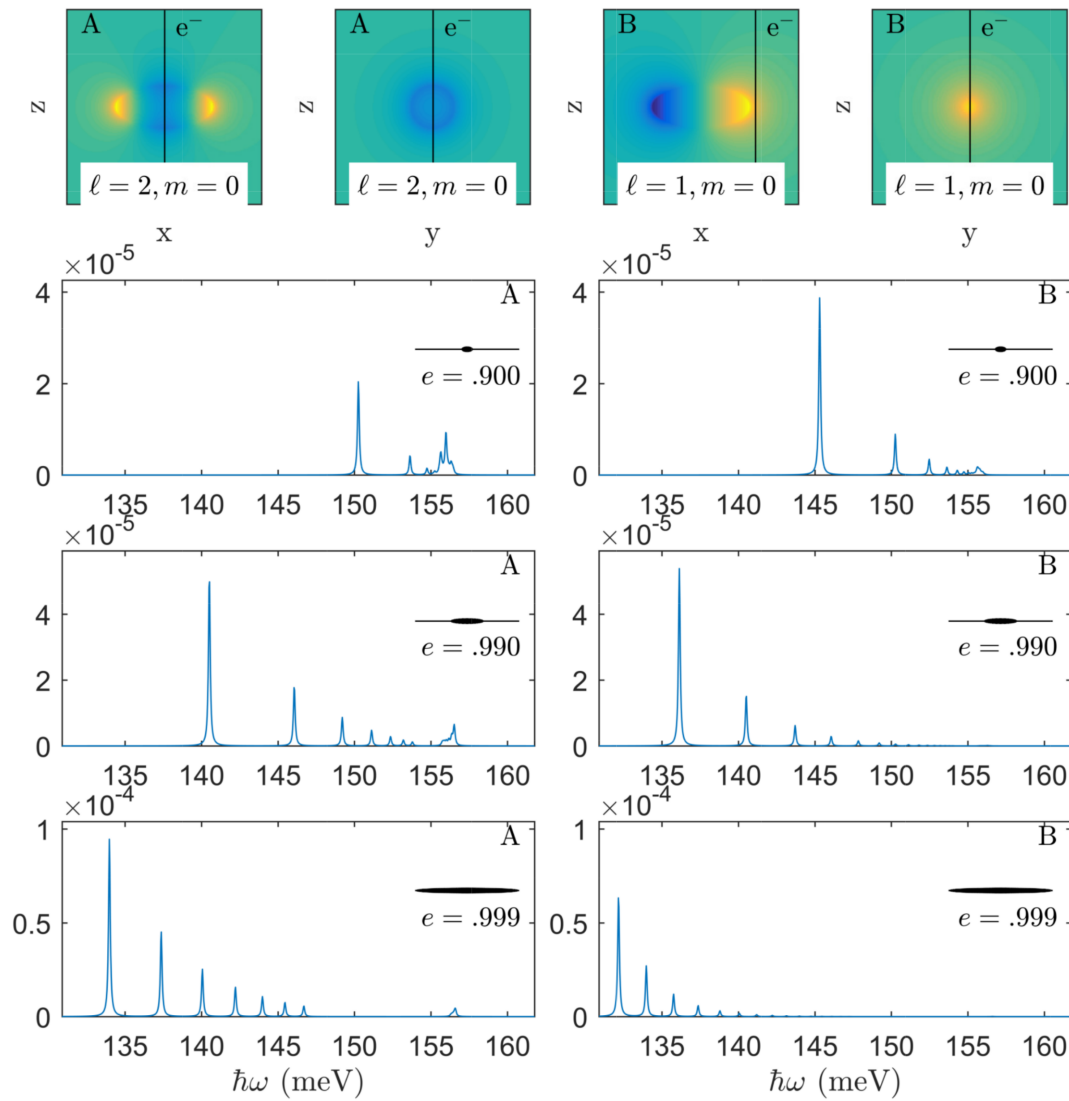 A e⁻ A e⁻ B e⁻ B e⁻
z z z z
ℓ = 2, m = 0 ℓ = 2, m = 0 ℓ = 1, m = 0 ℓ = 1, m = 0
x y x y
×10⁻⁵ ×10⁻⁵
4 A 4 B
e = .900 e = .900
2 2
0 0
135 140 145 150 155 160 135 140 145 150 155 160
×10⁻⁵ ×10⁻⁵
A B
4 4
e = .990 e = .990
2 2
0 0
135 140 145 150 155 160 135 140 145 150 155 160
×10⁻⁴ ×10⁻⁴
1 A 1 B
e = .999 e = .999
0.5 0.5
0 0
135 140 145 150 155 160 135 140 145 150 155 160
ħω (meV) ħω (meV)